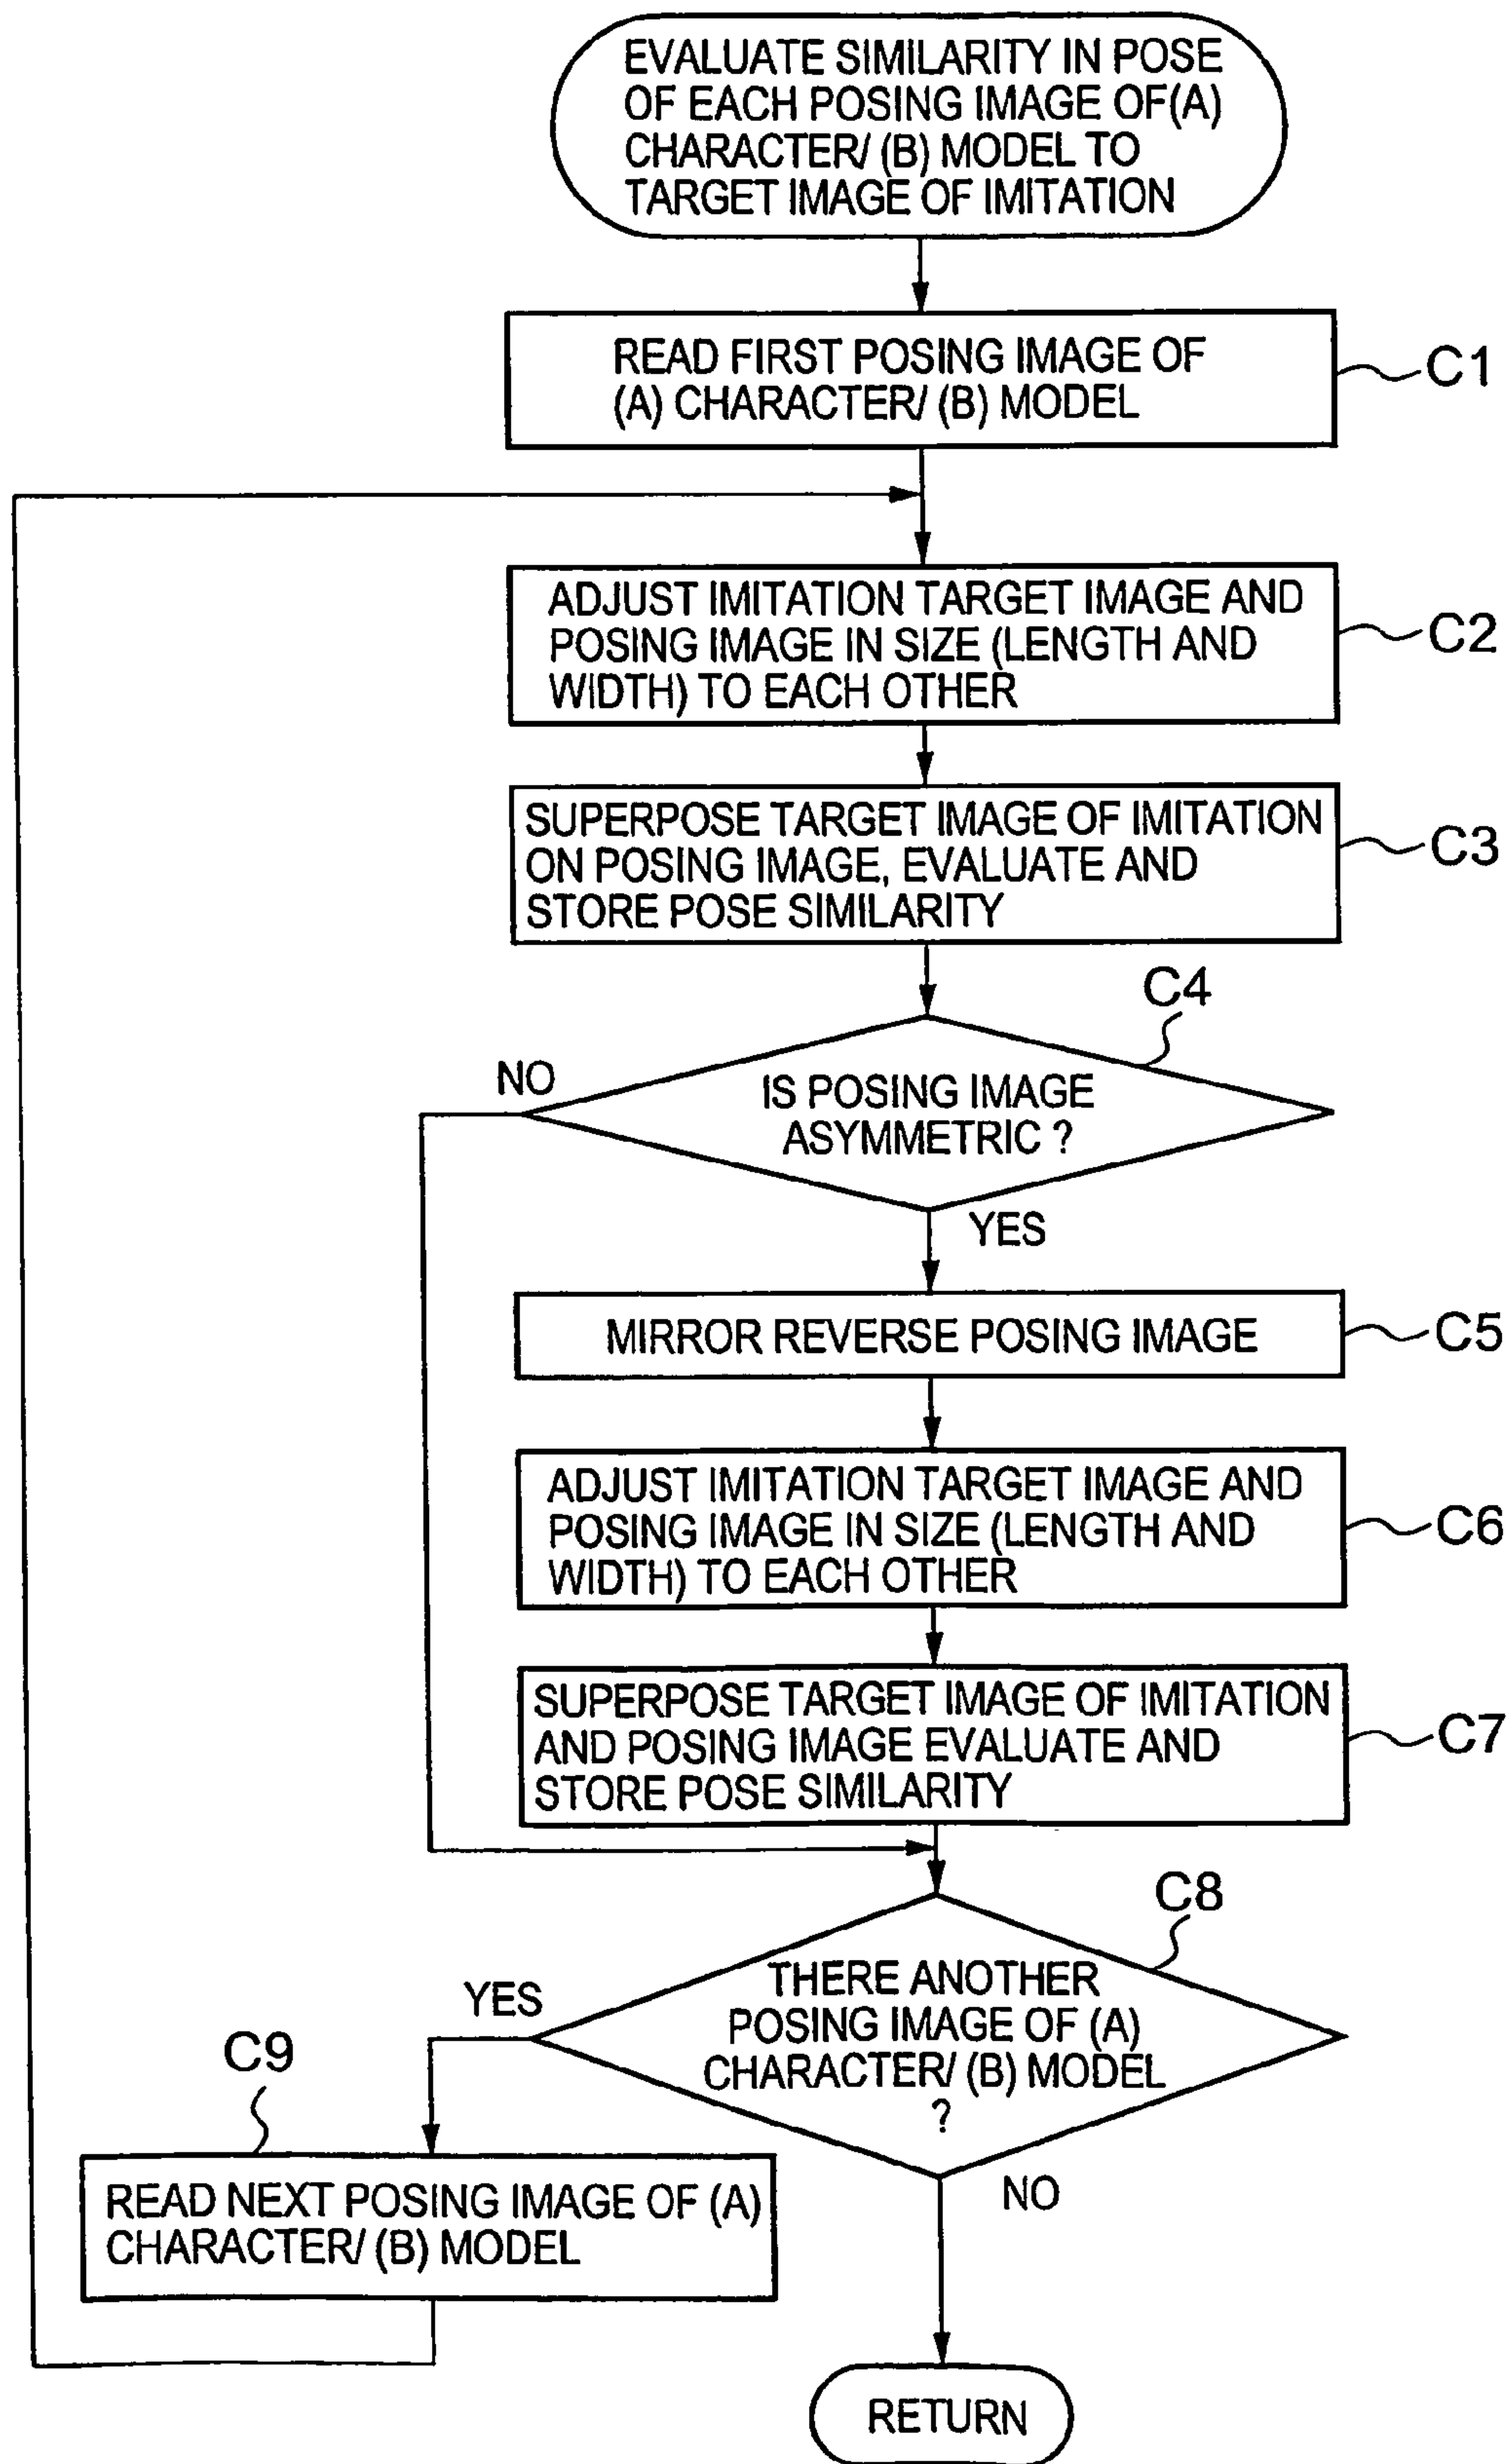 EVALUATE SIMILARITY IN POSE
OF EACH POSING IMAGE OF(A)
CHARACTER/ (B) MODEL TO
TARGET IMAGE OF IMITATION
READ FIRST POSING IMAGE OF
(A) CHARACTER/ (B) MODEL
C1
ADJUST IMITATION TARGET IMAGE AND
POSING IMAGE IN SIZE (LENGTH AND
WIDTH) TO EACH OTHER
C2
SUPERPOSE TARGET IMAGE OF IMITATION
ON POSING IMAGE, EVALUATE AND
STORE POSE SIMILARITY
C3
C4
NO
IS POSING IMAGE
ASYMMETRIC ?
YES
MIRROR REVERSE POSING IMAGE
C5
ADJUST IMITATION TARGET IMAGE AND
POSING IMAGE IN SIZE (LENGTH AND
WIDTH) TO EACH OTHER
C6
SUPERPOSE TARGET IMAGE OF IMITATION
AND POSING IMAGE EVALUATE AND
STORE POSE SIMILARITY
C7
C8
YES
THERE ANOTHER
POSING IMAGE OF (A)
CHARACTER/ (B) MODEL
?
C9
READ NEXT POSING IMAGE OF (A)
CHARACTER/ (B) MODEL
NO
RETURN